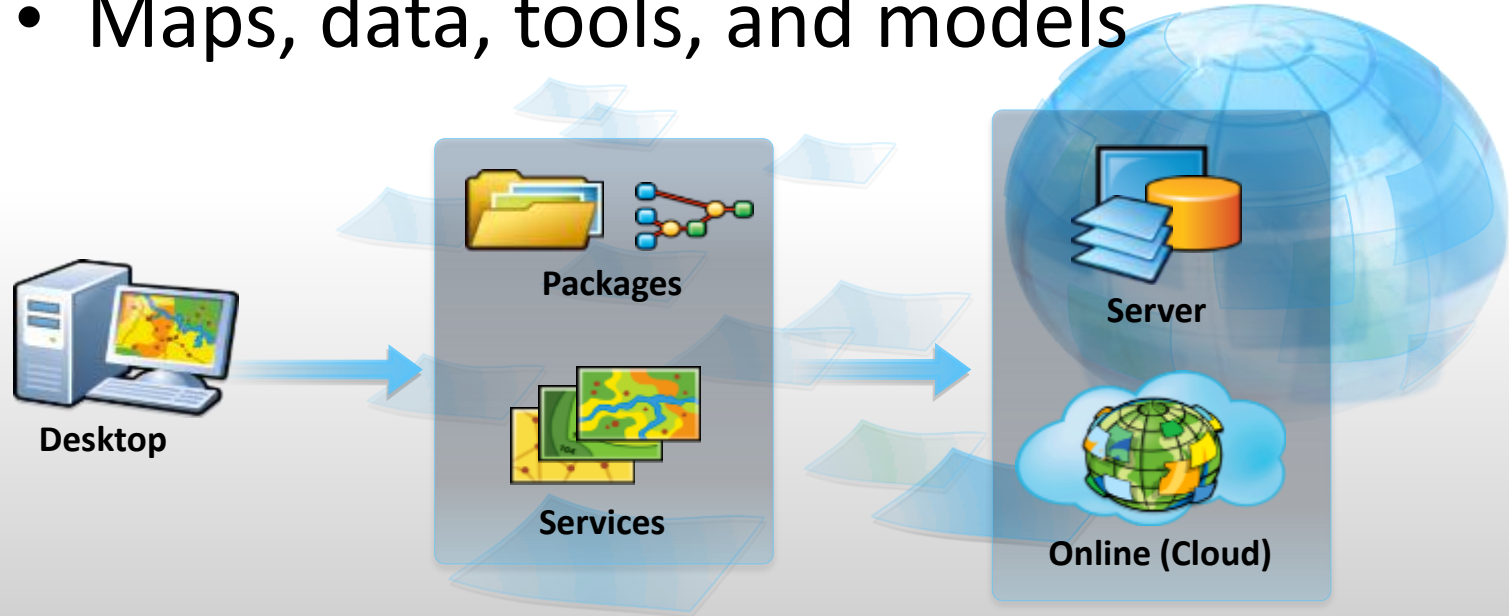 • Maps, data, tools, and models
Packages
Server
Desktop
Services
Online (Cloud)